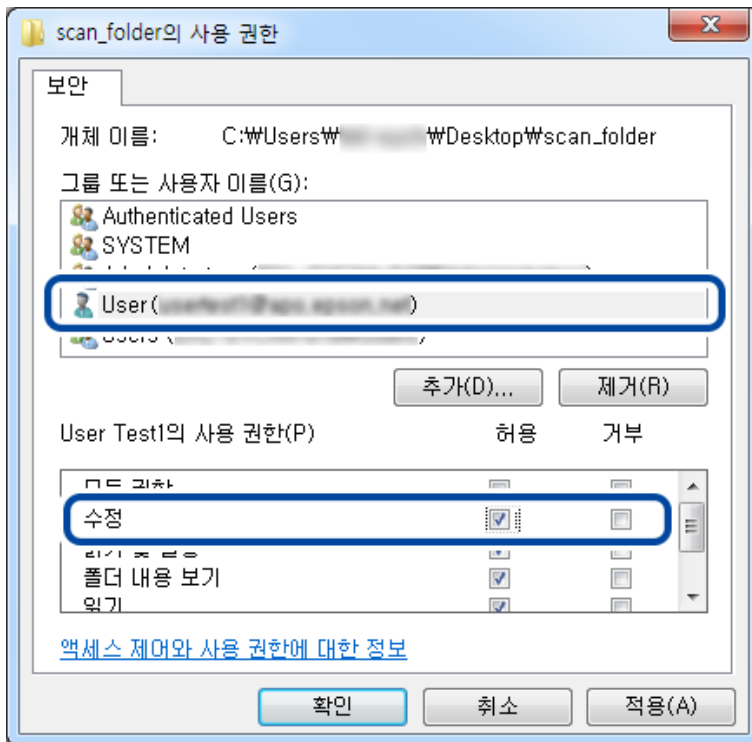 scan_folder의 사용 권한
보안
개체 이름: C:₩Users₩ ₩Desktop₩scan_folder
그룹 또는 사용자 이름(G):
Authenticated Users
SYSTEM
User( )
추가(D)... 제거(R)
User Test1의 사용 권한(P) 허용 거부
수정
폴더 내용 보기
읽기
액세스 제어와 사용 권한에 대한 정보
확인 취소 적용(A)